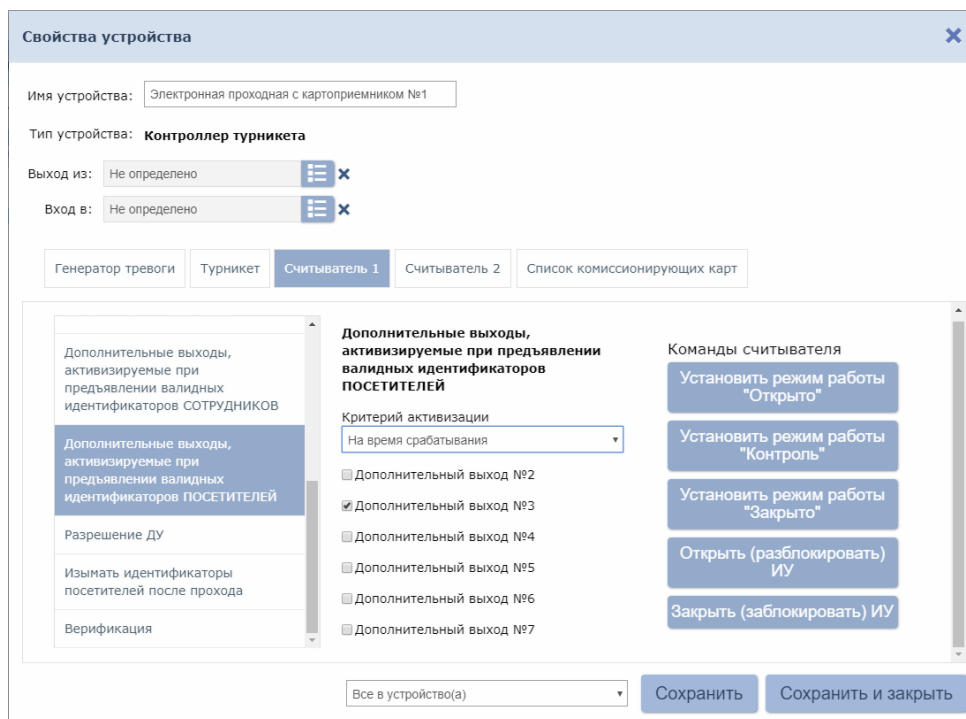 Свойства устройства
Имя устройства: Электронная проходная с картоприемником №1
Тип устройства: Контроллер турникета
Выход из: Не определено
Вход в: Не определено
Генератор тревоги Турникет Считыватель 1 Считыватель 2 Список комиссионирующих карт
Дополнительные выходы,
активизируемые при
предъявлении валидных
идентификаторов СОТРУДНИКОВ
Дополнительные выходы,
активизируемые при
предъявлении валидных
идентификаторов ПОСЕТИТЕЛЕЙ
Разрешение ДУ
Изымать идентификаторы
посетителей после прохода
Верификация
Дополнительные выходы,
активизируемые при предъявлении
валидных идентификаторов
ПОСЕТИТЕЛЕЙ
Критерий активизации
На время срабатывания
Дополнительный выход №2
Дополнительный выход №3
Дополнительный выход №4
Дополнительный выход №5
Дополнительный выход №6
Дополнительный выход №7
Команды считывателя
Установить режим работы
"Открыто"
Установить режим работы
"Контроль"
Установить режим работы
"Закрыто"
Открыть (разблокировать)
ИУ
Закрыть (заблокировать) ИУ
Все в устройство(а) Сохранить Сохранить и закрыть